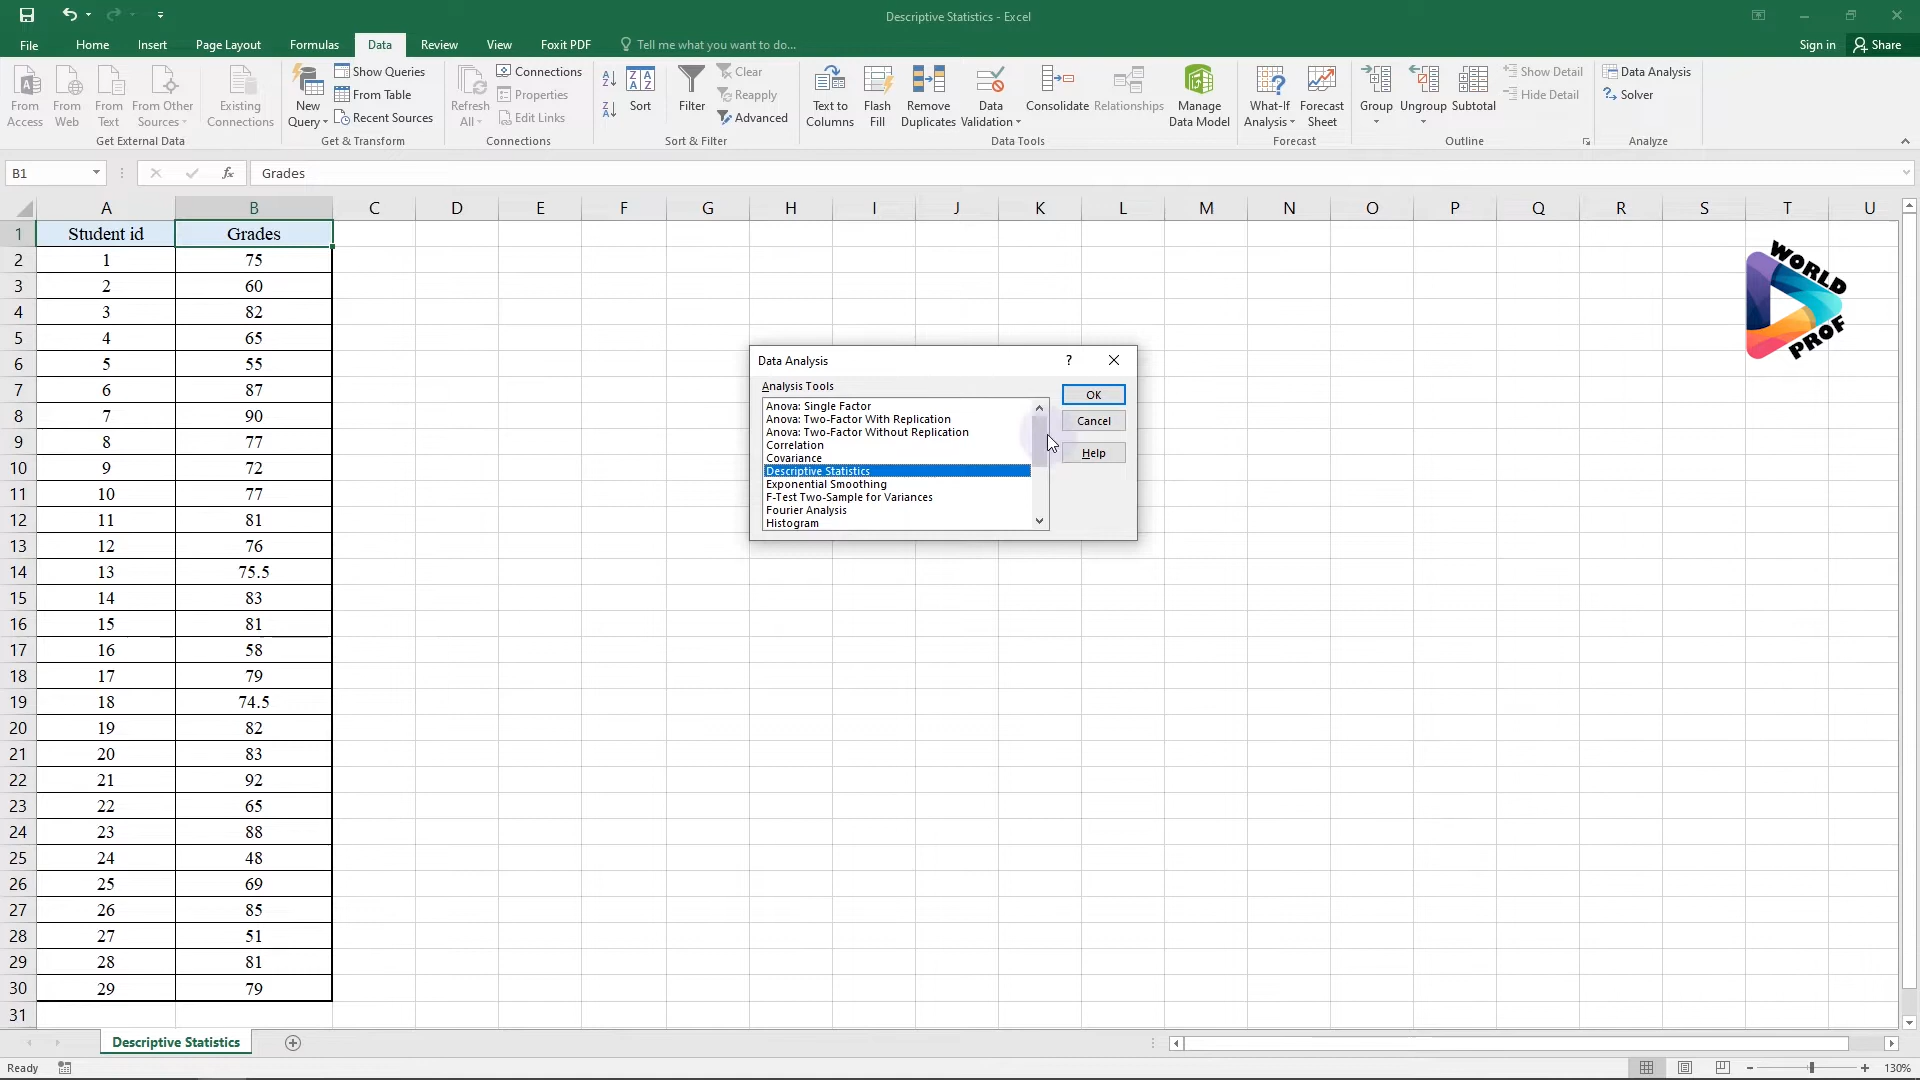 Descriptive Statistics - Excel
File Home Insert Page Layout Formulas Data Review View Foxit PDF Tell me what you want to do... Sign in Share
From Access
From Web
From Text
From Other Sources
Existing Connections
Get External Data
New Query
Show Queries
From Table
Recent Sources
Get & Transform
Refresh All
Connections
Properties
Edit Links
Connections
Sort
Filter
Clear
Reapply
Advanced
Sort & Filter
Text to Columns
Flash Fill
Remove Duplicates
Data Validation
Consolidate
Relationships
Manage Data Model
Data Tools
What-If Analysis
Forecast Sheet
Forecast
Group
Ungroup
Subtotal
Show Detail
Hide Detail
Outline
Data Analysis
Solver
Analyze
B1 fx Grades
A B C D E F G H I J K L M N O P Q R S T U
1 Student id Grades
2 1 75
3 2 60
4 3 82
5 4 65
6 5 55
7 6 87
8 7 90
9 8 77
10 9 72
11 10 77
12 11 81
13 12 76
14 13 75.5
15 14 83
16 15 81
17 16 58
18 17 79
19 18 74.5
20 19 82
21 20 83
22 21 92
23 22 65
24 23 88
25 24 48
26 25 69
27 26 85
28 27 51
29 28 81
30 29 79
31
WORLD
PROF
Data Analysis ?
Analysis Tools
Anova: Single Factor
Anova: Two-Factor With Replication
Anova: Two-Factor Without Replication
Correlation
Covariance
Descriptive Statistics
Exponential Smoothing
F-Test Two-Sample for Variances
Fourier Analysis
Histogram
OK
Cancel
Help
Descriptive Statistics
Ready 130%